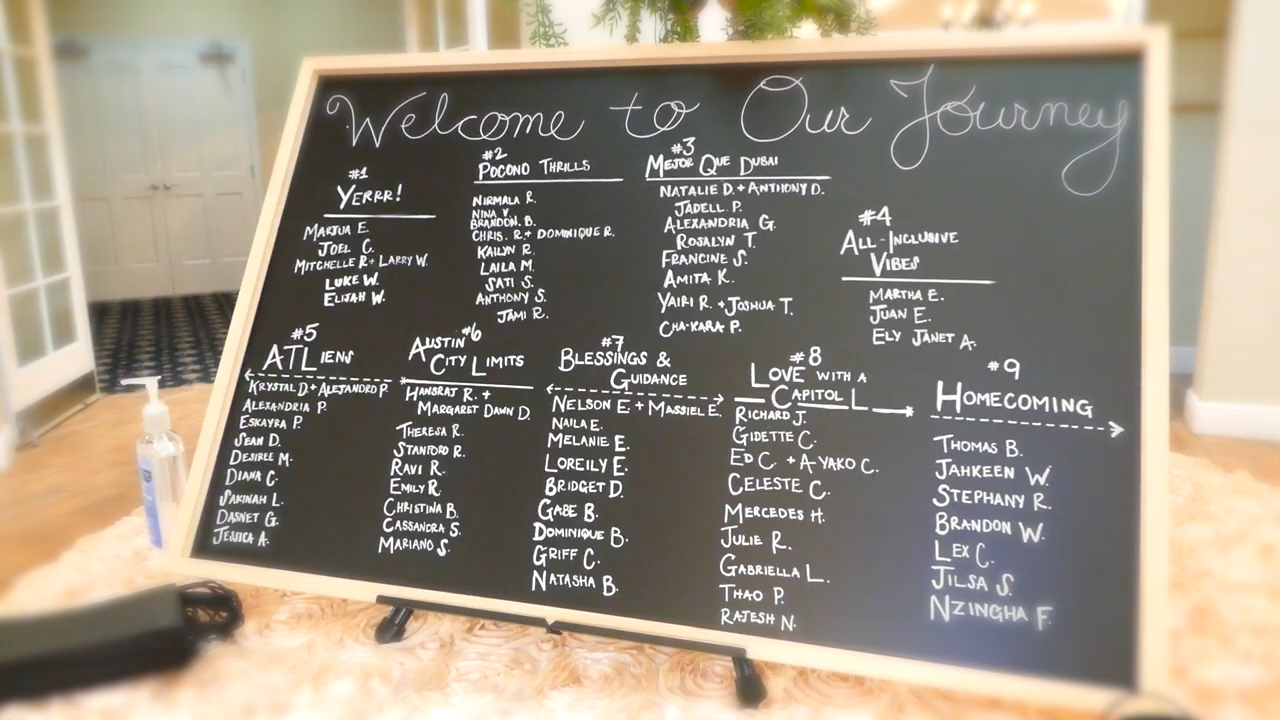 Welcome to Our Journey
#1
YERRR!
MARJUA E.
JOEL C.
MITCHELLE R + LARRY W.
LUKE W.
ELIJAH W.
#2
POCONO THRILLS
NIRMALA R.
NINA V.
BRANDON. B.
CHRIS. R. + DOMINIQUE R.
KAILYN R.
LAILA M.
SATI S.
ANTHONY S.
JAMI R.
#3
MEJOR QUE DUBAI
NATALIE D. + ANTHONY D.
JADELL P.
ALEXANDRIA G.
ROSALYN T.
FRANCINE S.
AMITA K.
YAIRI R. + JOSHUA T.
CHA-KARA P.
#4
ALL-INCLUSIVE
VIBES
MARTHA E.
JUAN E.
ELY JANET A.
#5
ATLIENS
KRYSTAL D + ALEJANDRO P.
ALEXANDRIA P.
ESKAYRA P.
SEAN D.
DESIREE M.
DIANA C.
SAKINAH L.
DASNET G.
JESSICA A.
#6
AUSTIN
CITY LIMITS
HANSRAJ R. +
MARGARET DAWN D.
THERESA R.
STANFORD R.
RAVI R.
EMILY R.
CHRISTINA B.
CASSANDRA S.
MARIANO S.
#7
BLESSINGS &
GUIDANCE
NELSON E + MASSIEL E.
NAILA E.
MELANIE E.
LOREILY E.
BRIDGET D.
GABE B.
DOMINIQUE B.
GRIFF C.
NATASHA B.
#8
LOVE WITH A
CAPITOL L
RICHARD J.
GIDETTE C.
ED C. + AYAKO C.
CELESTE C.
MERCEDES H.
JULIE R.
GABRIELLA L.
THAO P.
RAJESH N.
#9
HOMECOMING
THOMAS B.
JAHKEEN W.
STEPHANY R.
BRANDON W.
LEX C.
JILSA S.
NZINGHA F.